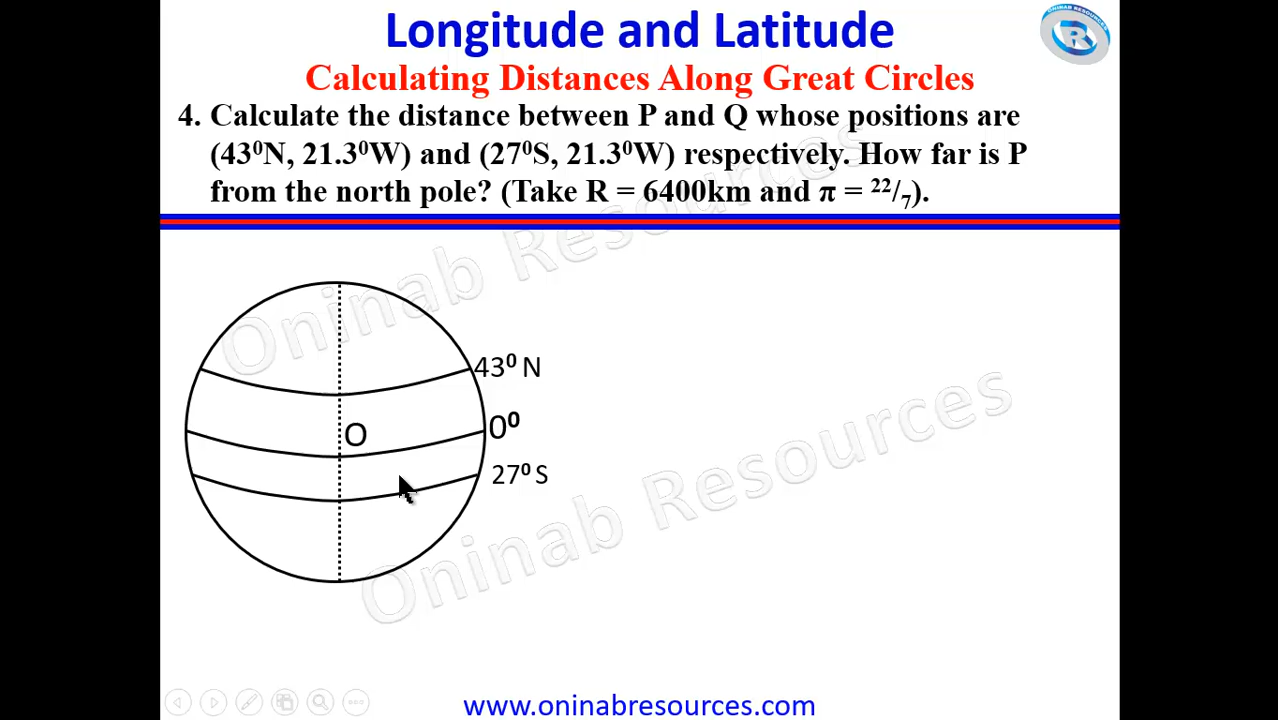 Longitude and Latitude
Calculating Distances Along Great Circles
4. Calculate the distance between P and Q whose positions are
(43⁰N, 21.3⁰W) and (27⁰S, 21.3⁰W) respectively. How far is P
from the north pole? (Take R = 6400km and π = ²²/₇).
43⁰ N
O
0⁰
27⁰ S
Oninab Resources
Oninab Resources
ONINAB RESOURCES
R
www.oninabresources.com